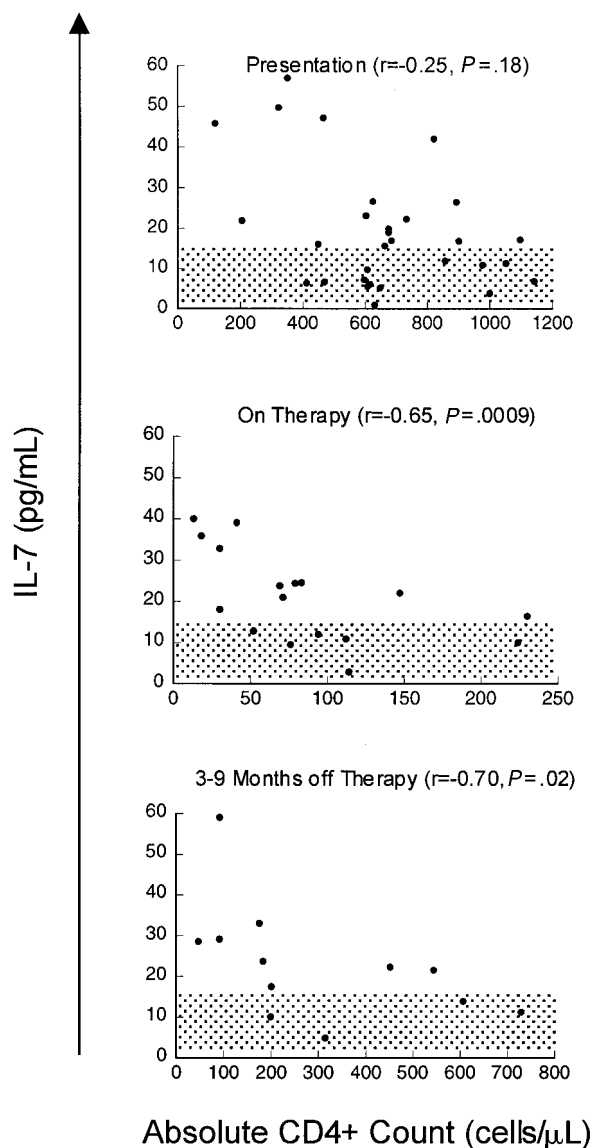 IL-7 (pg/mL)
Presentation (r=-0.25, P=.18)
60
50
40
30
20
10
0
0 200 400 600 800 1000 1200
On Therapy (r=-0.65, P=.0009)
60
50
40
30
20
10
0
0 50 100 150 200 250
3-9 Months off Therapy (r=-0.70, P=.02)
60
50
40
30
20
10
0
0 100 200 300 400 500 600 700 800
Absolute CD4+ Count (cells/μL)